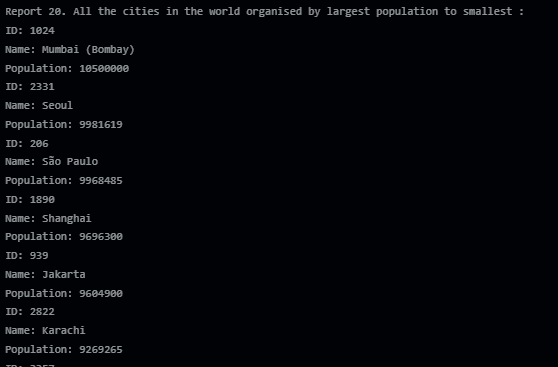 Report 20. All the cities in the world organised by largest population to smallest :
ID: 1024
Name: Mumbai (Bombay)
Population: 10500000
ID: 2331
Name: Seoul
Population: 9981619
ID: 206
Name: São Paulo
Population: 9968485
ID: 1890
Name: Shanghai
Population: 9696300
ID: 939
Name: Jakarta
Population: 9604900
ID: 2822
Name: Karachi
Population: 9269265